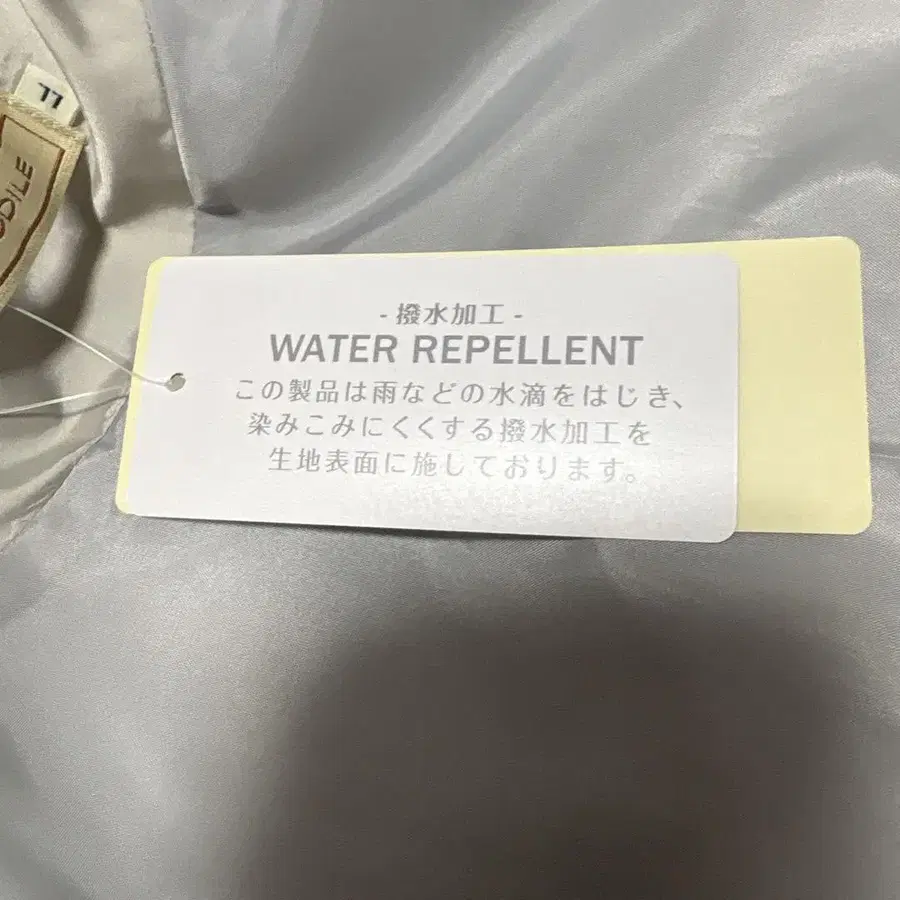 LL
ODILE
- 撥水加工 -
WATER REPELLENT
この製品は雨などの水滴をはじき、
染みこみにくくする撥水加工を
生地表面に施しております。